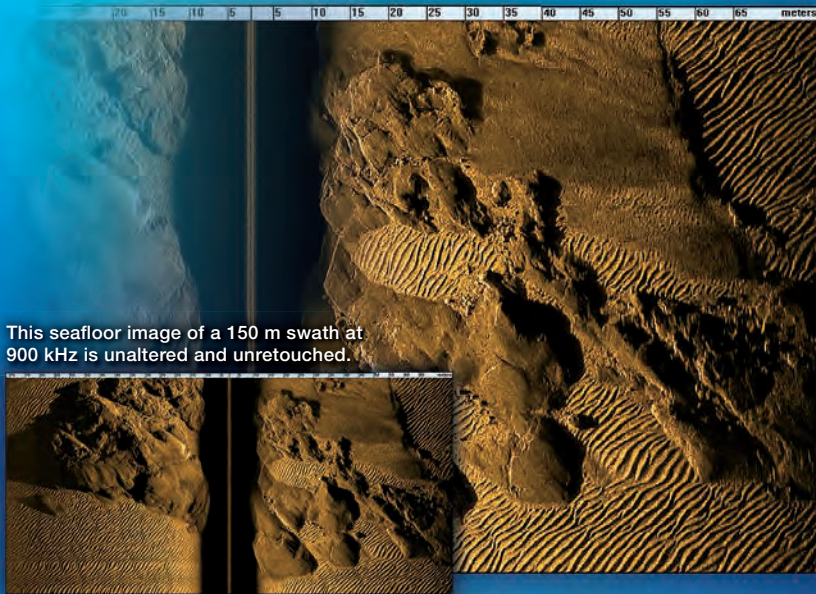 20 15 10 5 5 10 15 20 25 30 35 40 45 50 55 60 65 meters
This seafloor image of a 150 m swath at
900 kHz is unaltered and unretouched.